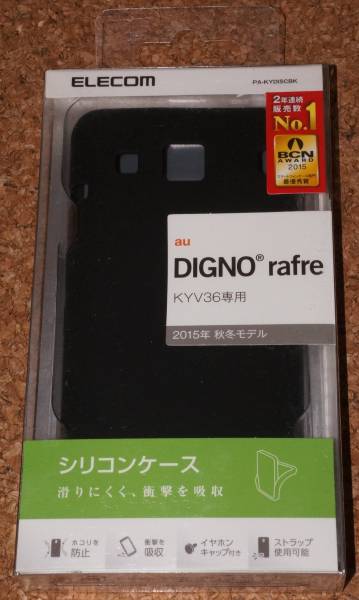 ELECOM
PA-KYDISCBK
2年連続
販売数
No.1
BCN
AWARD
2015
最優秀賞
au
DIGNO® rafre
KYV36専用
2015年 秋冬モデル
シリコンケース
滑りにくく、衝撃を吸収
ホコリを
防止
衝撃を
吸収
イヤホン
キャップ付き
ストラップ
使用可能